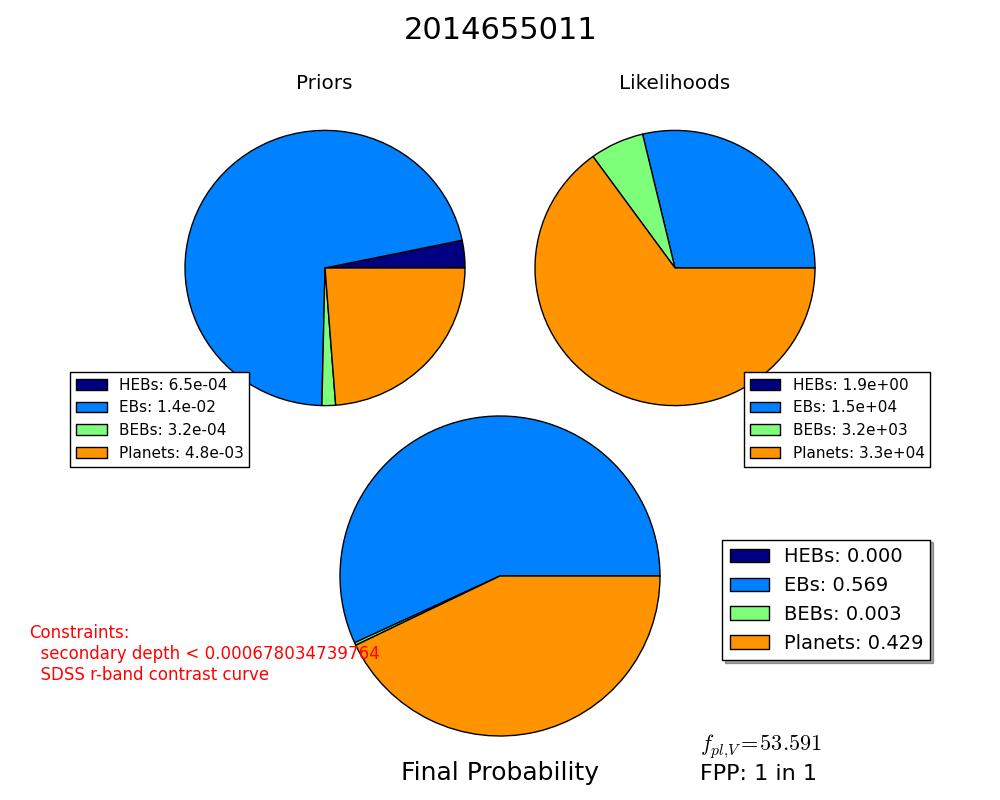 2014655011
Priors
Likelihoods
HEBs: 6.5e-04
EBs: 1.4e-02
BEBs: 3.2e-04
Planets: 4.8e-03
HEBs: 1.9e+00
EBs: 1.5e+04
BEBs: 3.2e+03
Planets: 3.3e+04
HEBs: 0.000
EBs: 0.569
BEBs: 0.003
Planets: 0.429
Constraints:
secondary depth < 0.000678034739764
SDSS r-band contrast curve
f_{pl,V}=53.591
Final Probability
FPP: 1 in 1